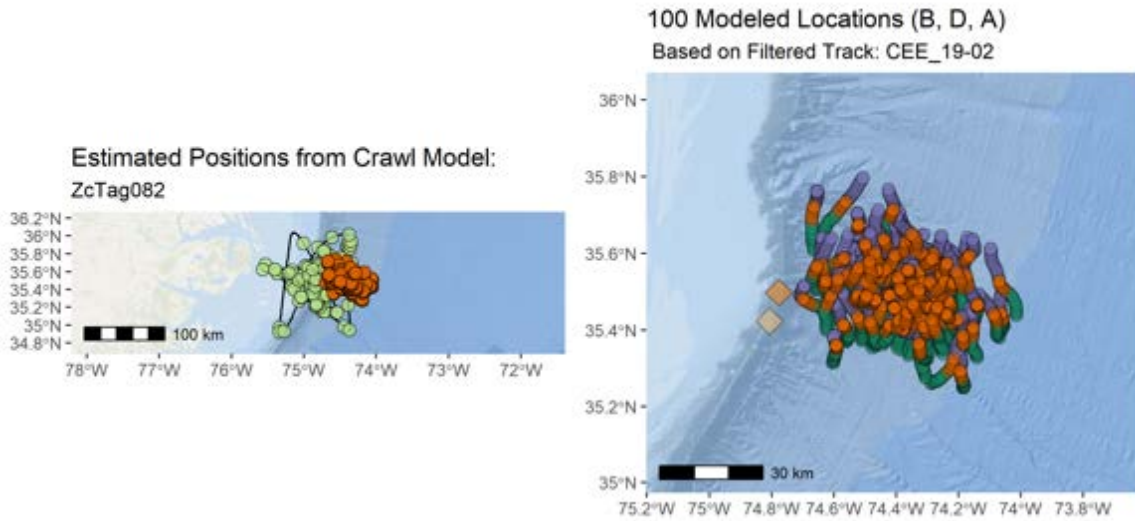 Estimated Positions from Crawl Model:
ZcTag082
36.2°N
36°N
35.8°N
35.6°N
35.4°N
35.2°N
35°N
34.8°N
100 km
78°W 77°W 76°W 75°W 74°W 73°W 72°W
100 Modeled Locations (B, D, A)
Based on Filtered Track: CEE_19-02
36°N
35.8°N
35.6°N
35.4°N
35.2°N
35°N
30 km
75.2°W 75°W 74.8°W 74.6°W 74.4°W 74.2°W 74°W 73.8°W